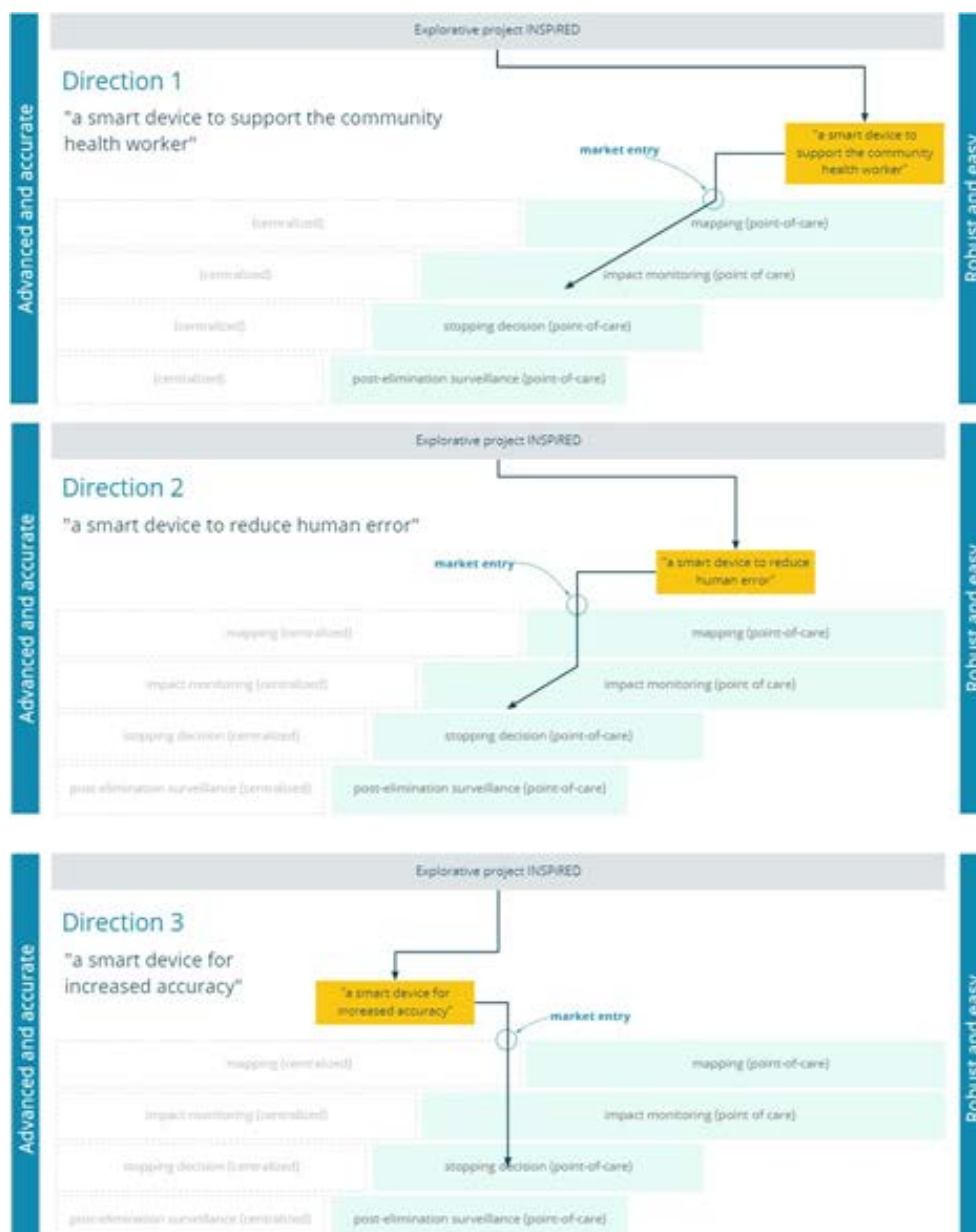 Explorative project INSPiRED
Advanced and accurate
Direction 1
"a smart device to support the community
health worker"
market entry
"a smart device to
support the community
health worker"
Robust and easy
(centralized)
mapping (point-of-care)
(centralized)
impact monitoring (point of care)
(centralized)
stopping decision (point-of-care)
(centralized)
post-elimination surveillance (point-of-care)
Explorative project INSPiRED
Advanced and accurate
Direction 2
"a smart device to reduce human error"
market entry
"a smart device to reduce
human error"
Robust and easy
mapping (centralized)
mapping (point-of-care)
impact monitoring (centralized)
impact monitoring (point of care)
stopping decision (centralized)
stopping decision (point-of-care)
post-elimination surveillance (centralized)
post-elimination surveillance (point-of-care)
Explorative project INSPiRED
Advanced and accurate
Direction 3
"a smart device for
increased accuracy"
"a smart device for
increased accuracy"
market entry
Robust and easy
mapping (centralized)
mapping (point-of-care)
impact monitoring (centralized)
impact monitoring (point of care)
stopping decision (centralized)
stopping decision (point-of-care)
post-elimination surveillance (centralized)
post-elimination surveillance (point-of-care)